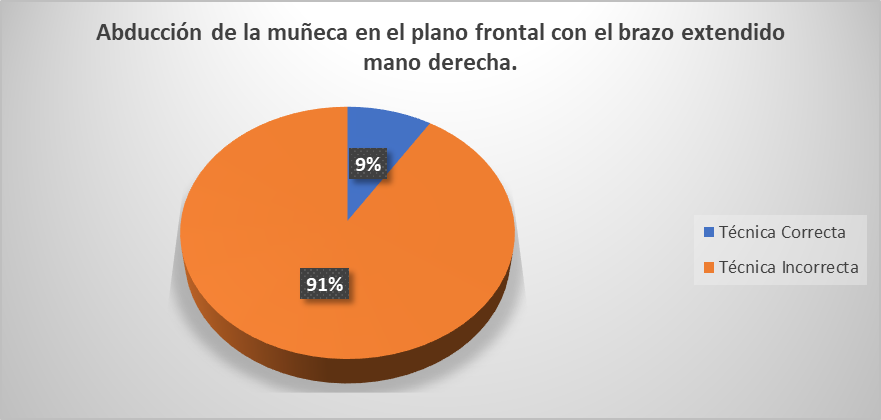 Abducción de la muñeca en el plano frontal con el brazo extendido
mano derecha.
9%
91%
Técnica Correcta
Técnica Incorrecta